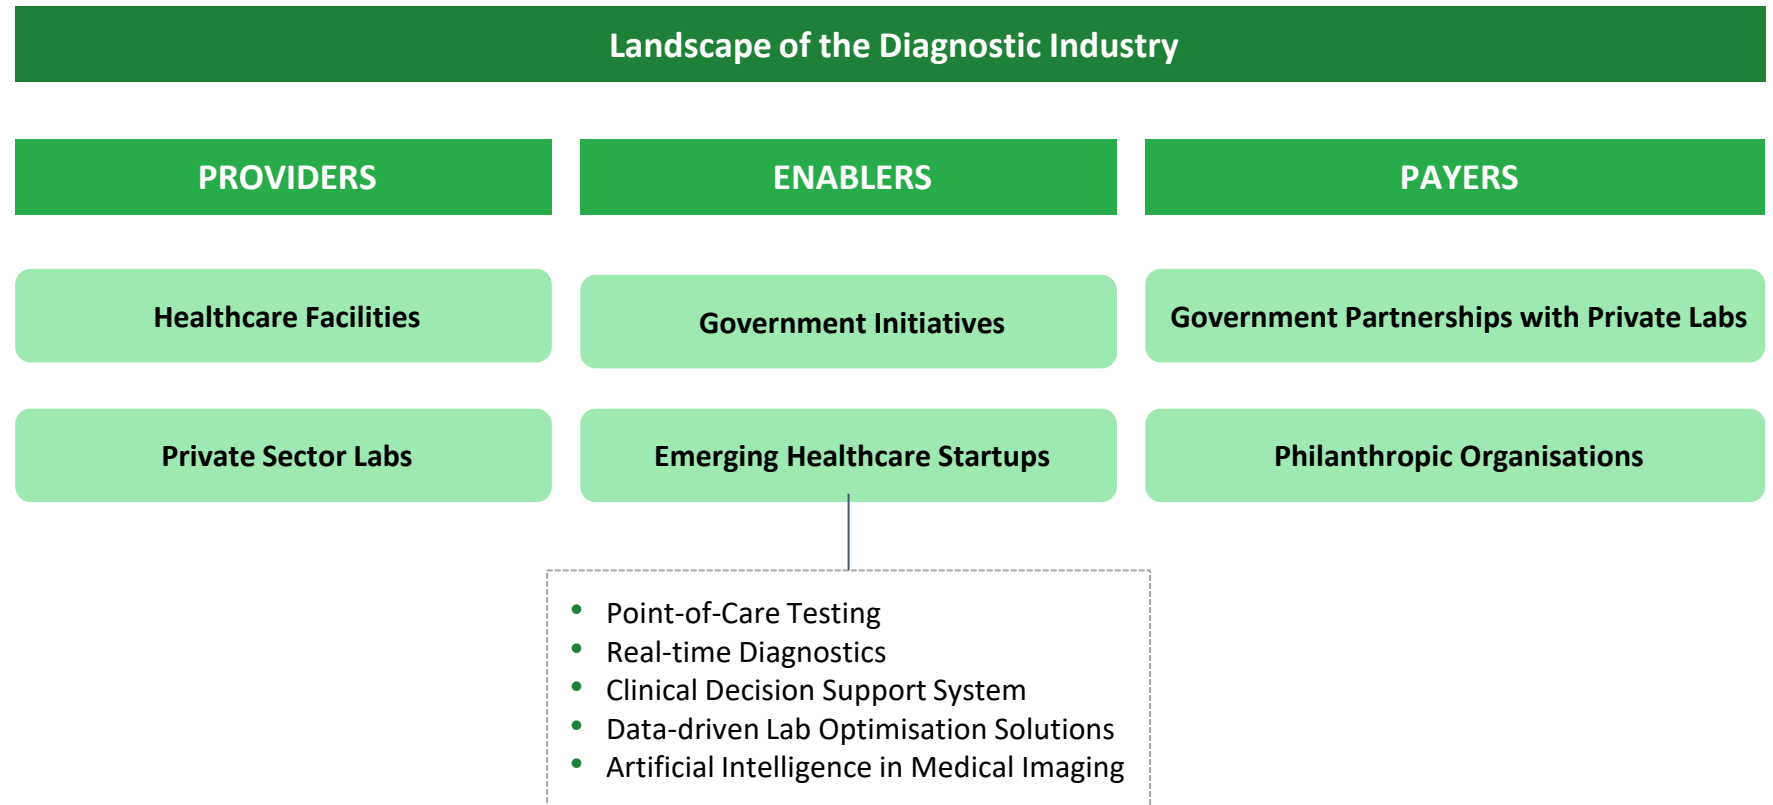 Landscape of the Diagnostic Industry
PROVIDERS
ENABLERS
PAYERS
Healthcare Facilities
Government Initiatives
Government Partnerships with Private Labs
Private Sector Labs
Emerging Healthcare Startups
Philanthropic Organisations
• Point-of-Care Testing
• Real-time Diagnostics
• Clinical Decision Support System
• Data-driven Lab Optimisation Solutions
• Artificial Intelligence in Medical Imaging